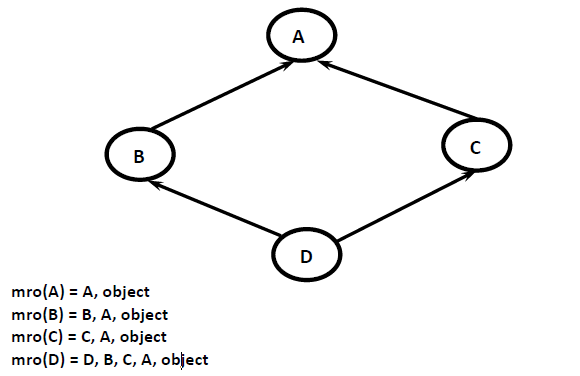 A
B
C
D
mro(A) = A, object
mro(B) = B, A, object
mro(C) = C, A, object
mro(D) = D, B, C, A, object